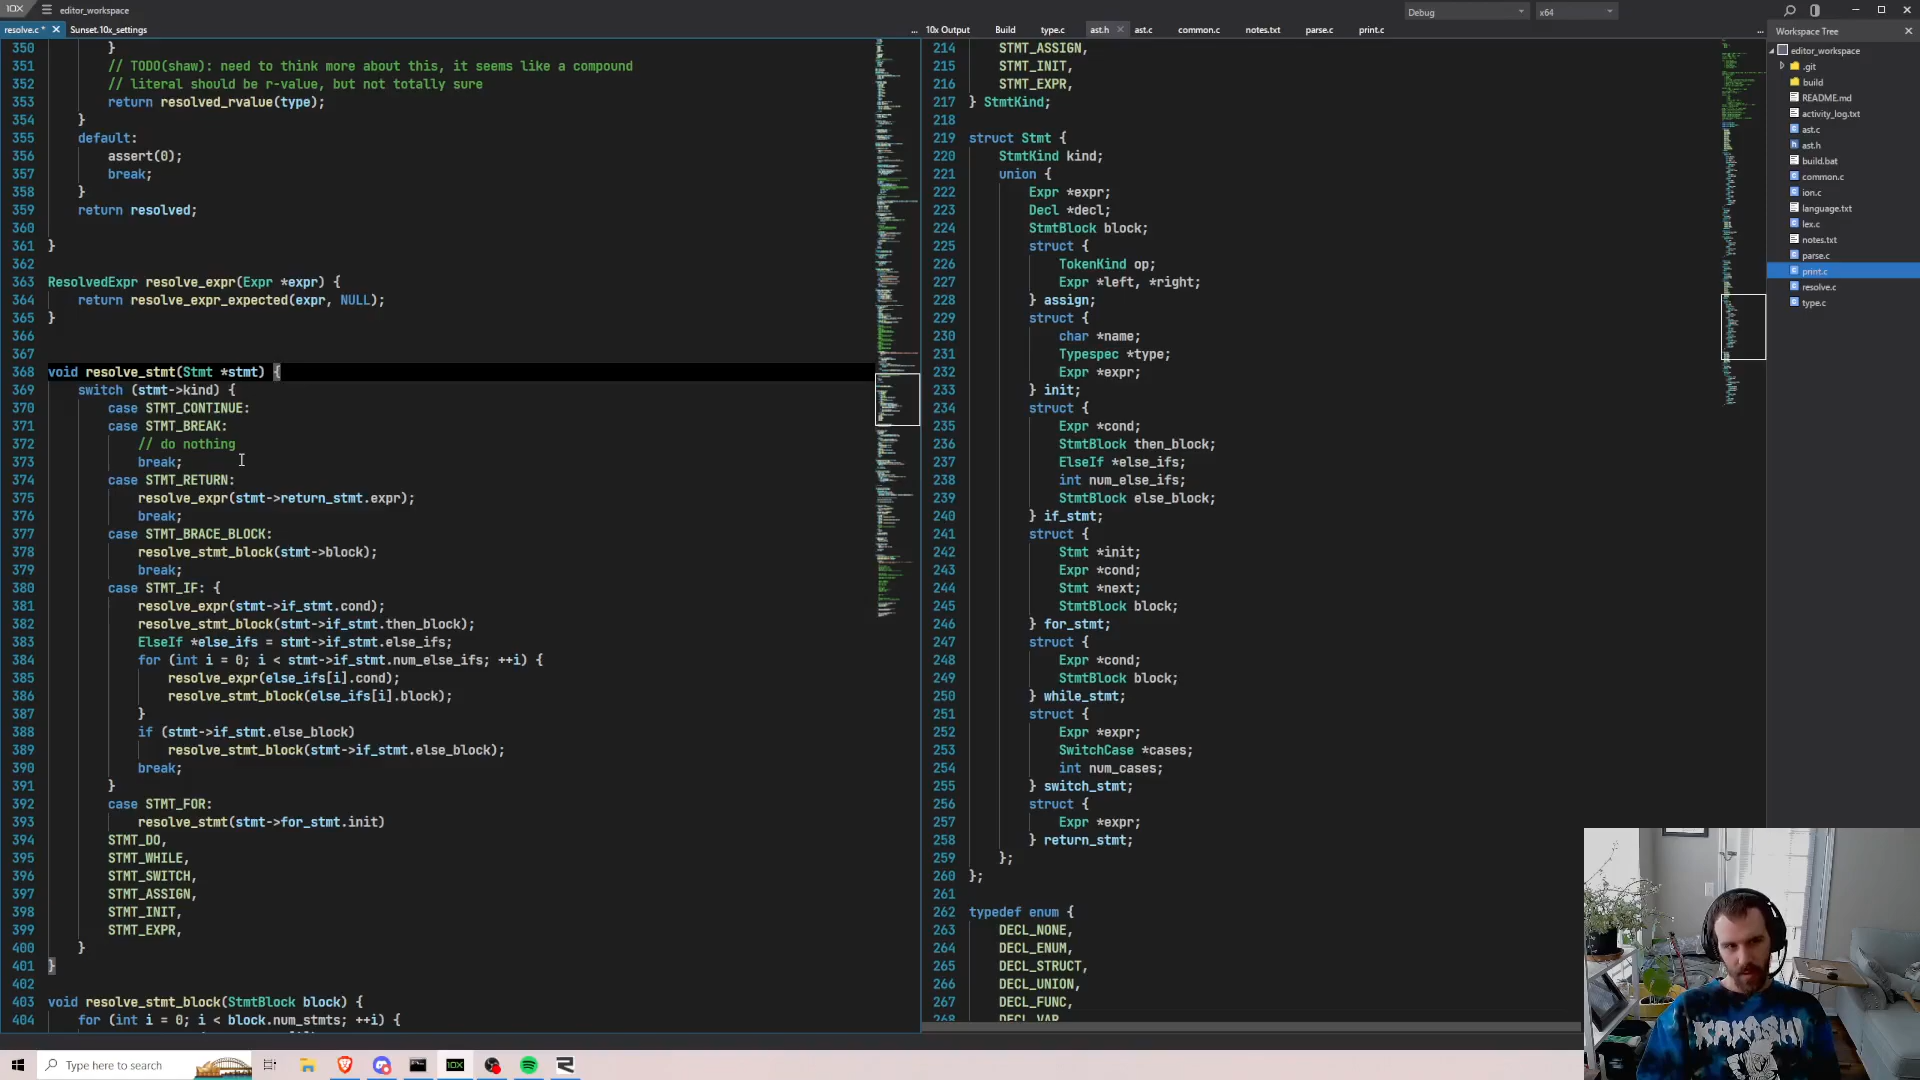 10X
editor_workspace
Debug
x64
resolve.c *
Sunset.10x_settings
...
10x Output
Build
type.c
ast.h
ast.c
common.c
notes.txt
parse.c
print.c
...
Workspace Tree
350 }
351 // TODO(shaw): need to think more about this, it seems like a compound
352 // literal should be r-value, but not totally sure
353 return resolved_rvalue(type);
354 }
355 default:
356 assert(0);
357 break;
358 }
359 return resolved;
360
361 }
362
363 ResolvedExpr resolve_expr(Expr *expr) {
364 return resolve_expr_expected(expr, NULL);
365 }
366
367
368 void resolve_stmt(Stmt *stmt) {
369 switch (stmt->kind) {
370 case STMT_CONTINUE:
371 case STMT_BREAK:
372 // do nothing
373 break;
374 case STMT_RETURN:
375 resolve_expr(stmt->return_stmt.expr);
376 break;
377 case STMT_BRACE_BLOCK:
378 resolve_stmt_block(stmt->block);
379 break;
380 case STMT_IF: {
381 resolve_expr(stmt->if_stmt.cond);
382 resolve_stmt_block(stmt->if_stmt.then_block);
383 ElseIf *else_ifs = stmt->if_stmt.else_ifs;
384 for (int i = 0; i < stmt->if_stmt.num_else_ifs; ++i) {
385 resolve_expr(else_ifs[i].cond);
386 resolve_stmt_block(else_ifs[i].block);
387 }
388 if (stmt->if_stmt.else_block)
389 resolve_stmt_block(stmt->if_stmt.else_block);
390 break;
391 }
392 case STMT_FOR:
393 resolve_stmt(stmt->for_stmt.init)
394 STMT_DO,
395 STMT_WHILE,
396 STMT_SWITCH,
397 STMT_ASSIGN,
398 STMT_INIT,
399 STMT_EXPR,
400 }
401 }
402
403 void resolve_stmt_block(StmtBlock block) {
404 for (int i = 0; i < block.num_stmts; ++i) {
214 STMT_ASSIGN,
215 STMT_INIT,
216 STMT_EXPR,
217 } StmtKind;
218
219 struct Stmt {
220 StmtKind kind;
221 union {
222 Expr *expr;
223 Decl *decl;
224 StmtBlock block;
225 struct {
226 TokenKind op;
227 Expr *left, *right;
228 } assign;
229 struct {
230 char *name;
231 Typespec *type;
232 Expr *expr;
233 } init;
234 struct {
235 Expr *cond;
236 StmtBlock then_block;
237 ElseIf *else_ifs;
238 int num_else_ifs;
239 StmtBlock else_block;
240 } if_stmt;
241 struct {
242 Stmt *init;
243 Expr *cond;
244 Stmt *next;
245 StmtBlock block;
246 } for_stmt;
247 struct {
248 Expr *cond;
249 StmtBlock block;
250 } while_stmt;
251 struct {
252 Expr *expr;
253 SwitchCase *cases;
254 int num_cases;
255 } switch_stmt;
256 struct {
257 Expr *expr;
258 } return_stmt;
259 };
260 };
261
262 typedef enum {
263 DECL_NONE,
264 DECL_ENUM,
265 DECL_STRUCT,
266 DECL_UNION,
267 DECL_FUNC,
268 DECL_VAR
editor_workspace
.git
build
README.md
activity_log.txt
ast.c
ast.h
build.bat
common.c
ion.c
language.txt
lex.c
notes.txt
parse.c
print.c
resolve.c
type.c
KAKASHI
Type here to search
10X